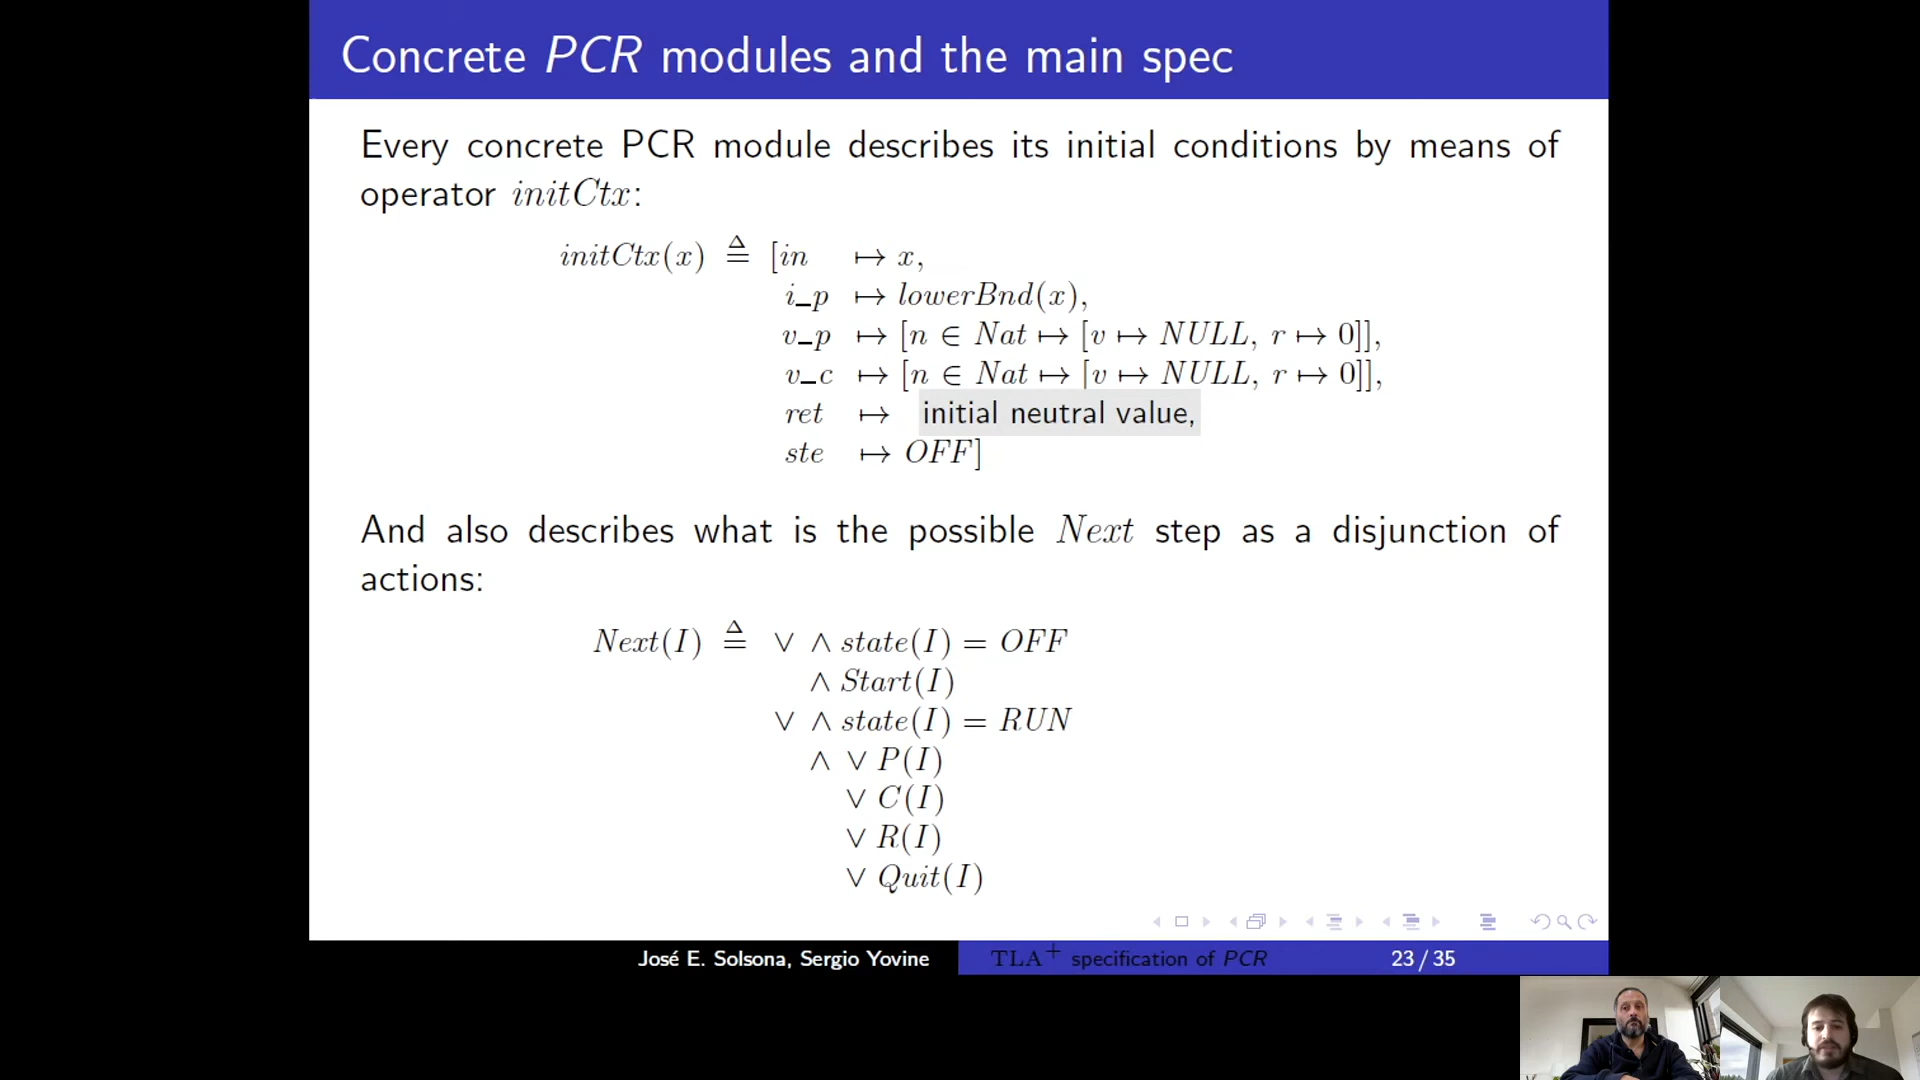 Concrete PCR modules and the main spec
Every concrete PCR module describes its initial conditions by means of
operator initCtx:
initCtx(x) ≜ [in ↦ x,
i_p ↦ lowerBnd(x),
v_p ↦ [n ∈ Nat ↦ [v ↦ NULL, r ↦ 0]],
v_c ↦ [n ∈ Nat ↦ [v ↦ NULL, r ↦ 0]],
ret ↦ initial neutral value,
ste ↦ OFF]
And also describes what is the possible Next step as a disjunction of
actions:
Next(I) ≜ ∨ ∧ state(I) = OFF
∧ Start(I)
∨ ∧ state(I) = RUN
∧ ∨ P(I)
∨ C(I)
∨ R(I)
∨ Quit(I)
José E. Solsona, Sergio Yovine TLA+ specification of PCR 23 / 35